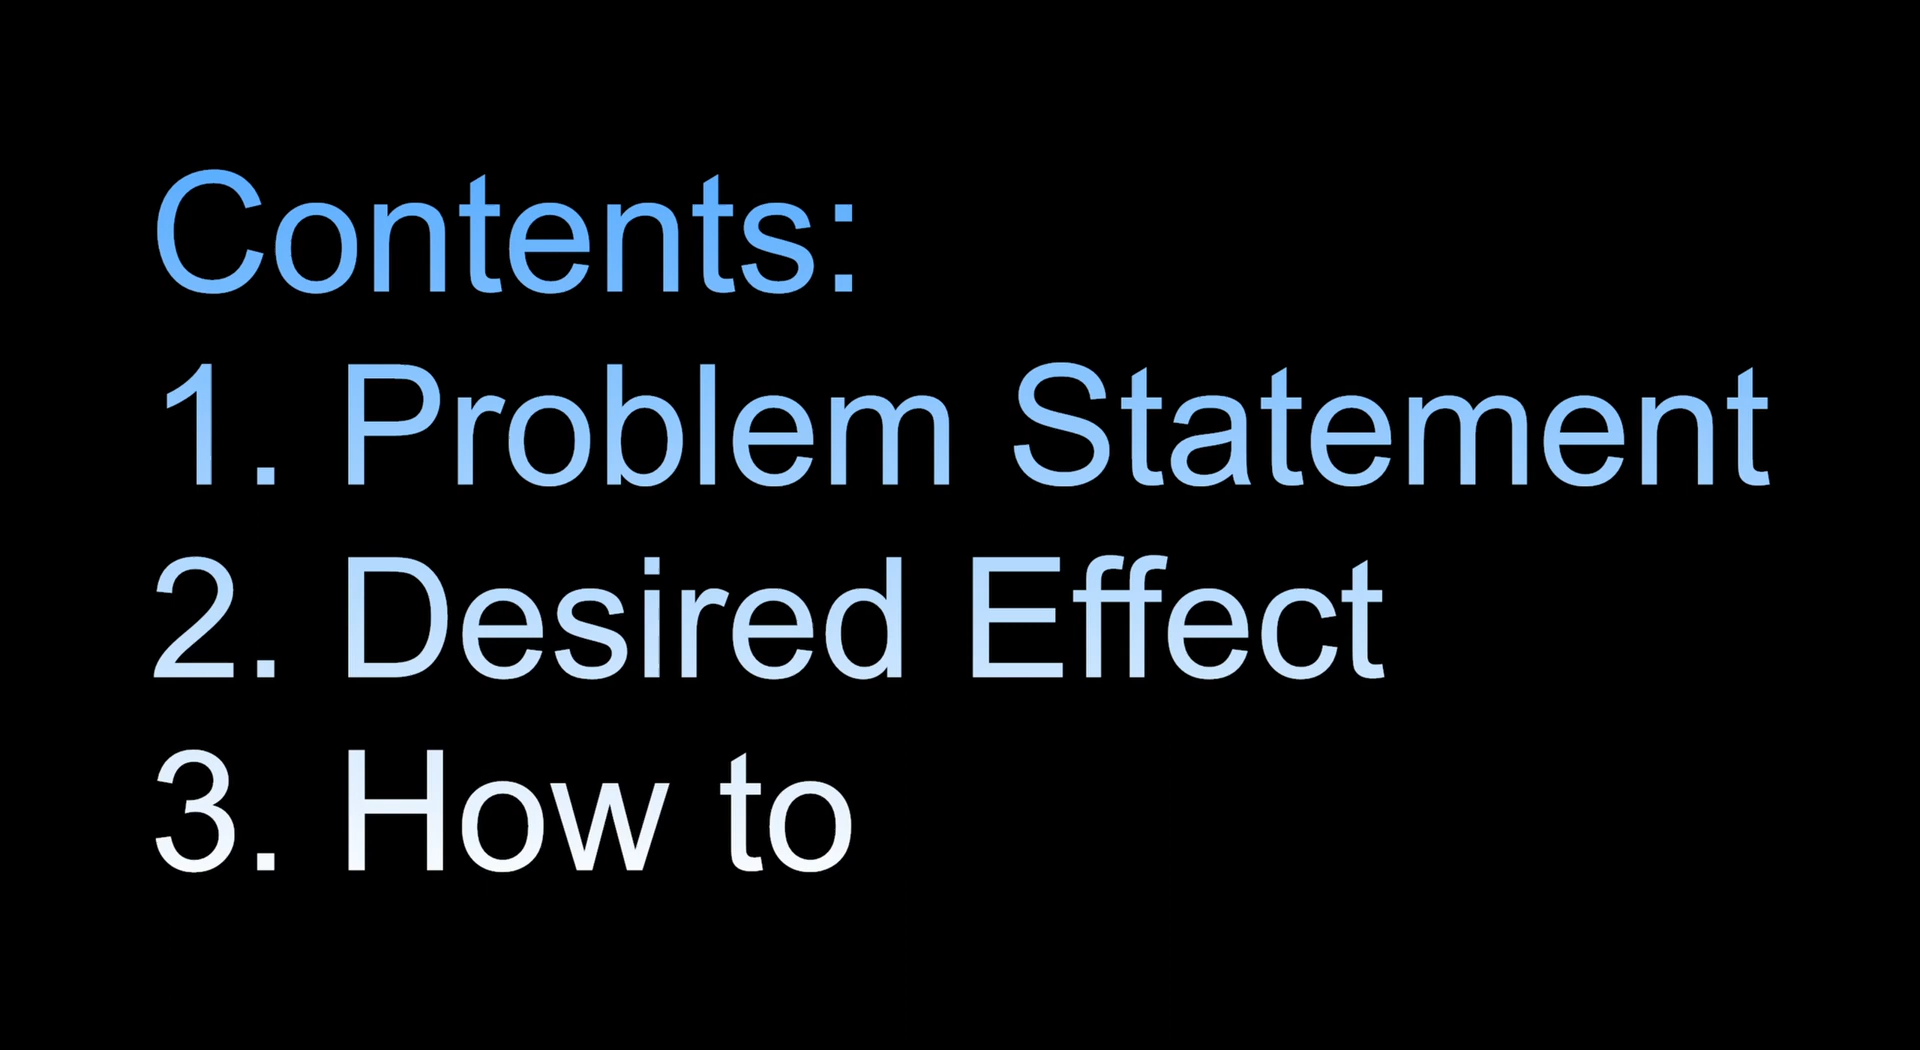 Contents:
1. Problem Statement
2. Desired Effect
3. How to